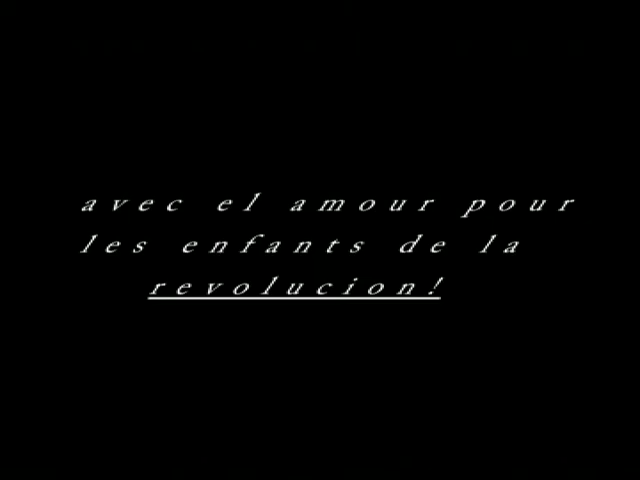 avec el amour pour
les enfants de la
revolucion!